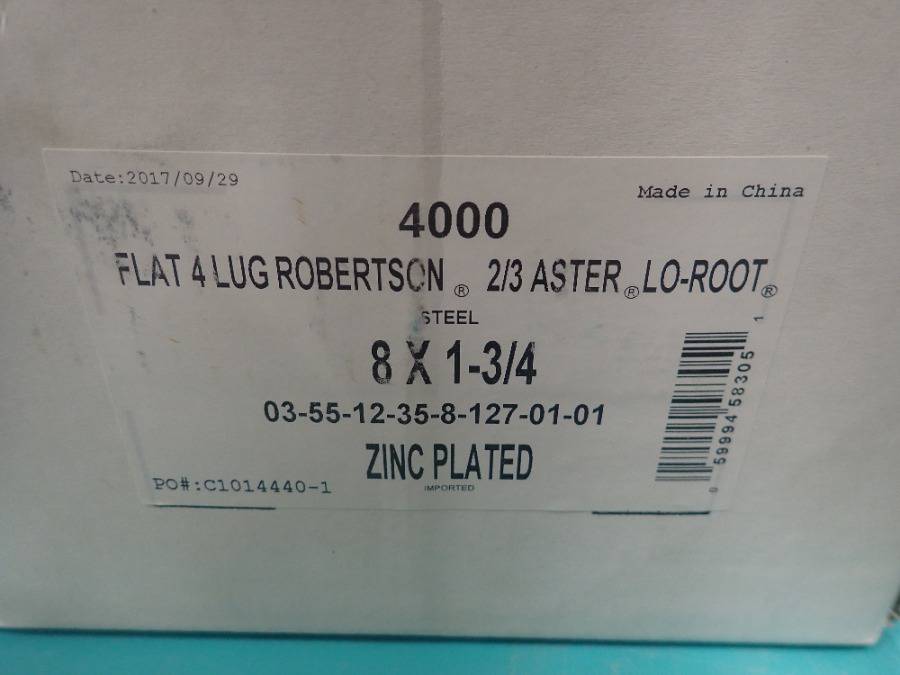 Date:2017/09/29
Made in China
4000
FLAT 4 LUG ROBERTSON® 2/3 ASTER® LO-ROOT®
STEEL
8 X 1-3/4
03-55-12-35-8-127-01-01
ZINC PLATED
IMPORTED
PO#:C1014440-1
0 59994 58305 1